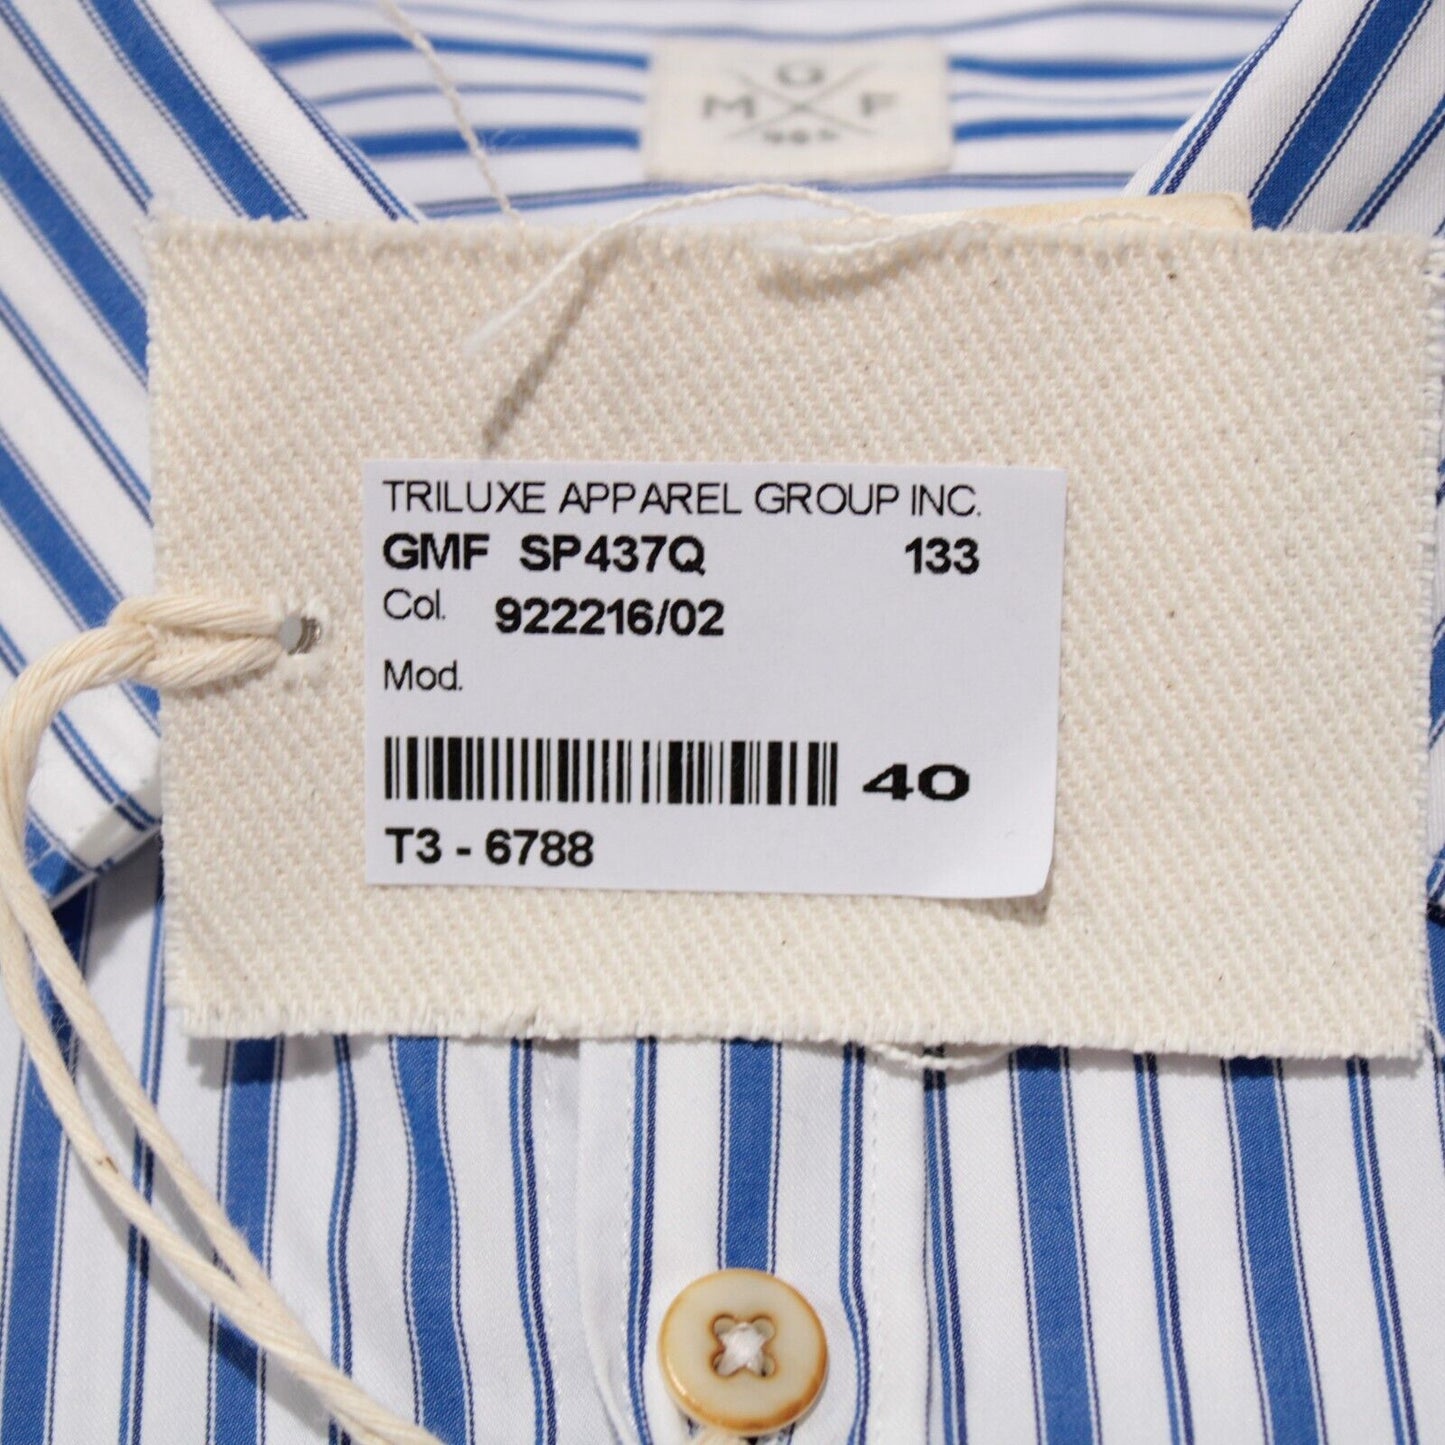 G
M F
TRILUXE APPAREL GROUP INC.
GMF SP437Q 133
Col. 922216/02
Mod.
40
T3 - 6788